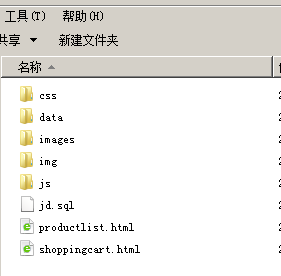 工具(T) 帮助(H)
共享 新建文件夹
名称
css
data
images
img
js
jd.sql
productlist.html
shoppingcart.html